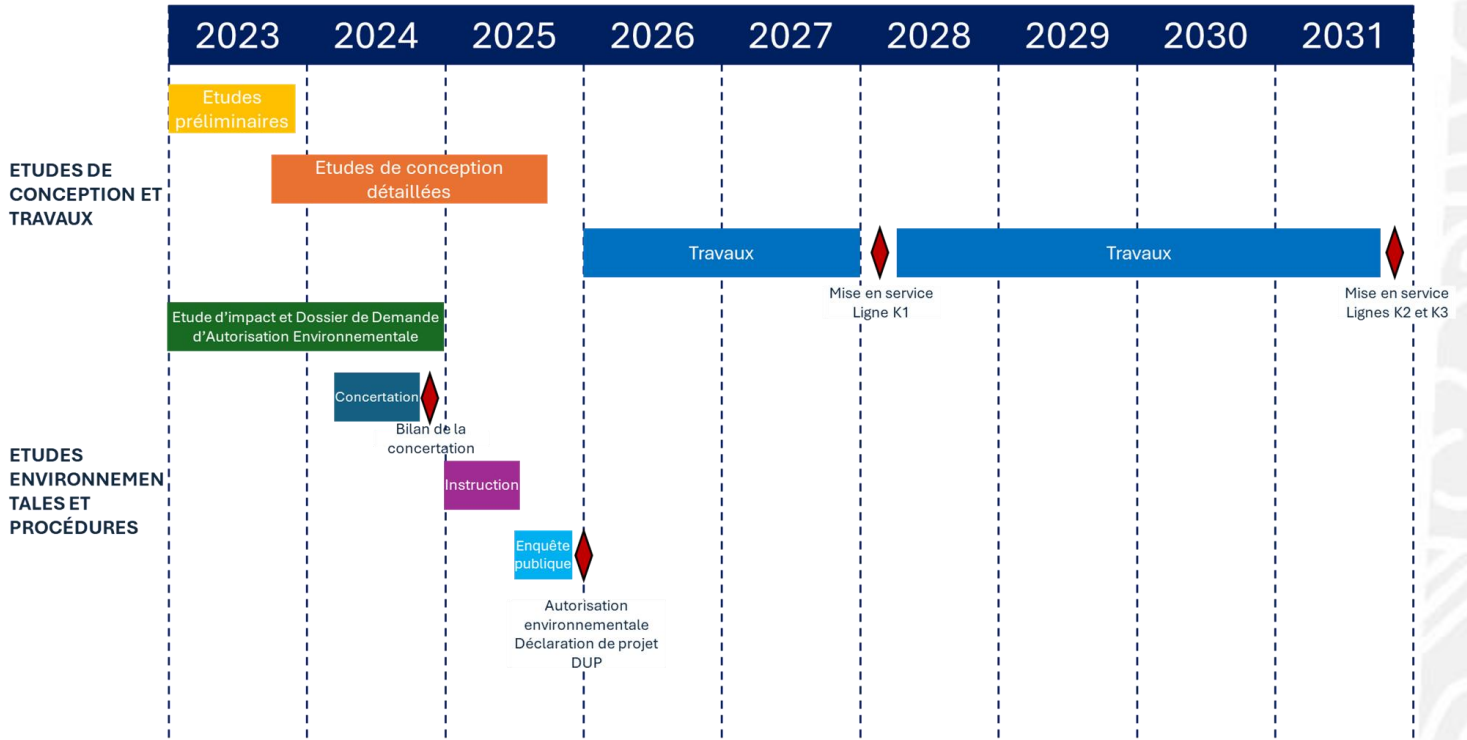 2023 2024 2025 2026 2027 2028 2029 2030 2031
Etudes
préliminaires
ETUDES DE
CONCEPTION ET
TRAVAUX
Etudes de conception
détaillées
Travaux
Travaux
Mise en service
Ligne K1
Mise en service
Lignes K2 et K3
Etude d'impact et Dossier de Demande
d'Autorisation Environnementale
Concertation
Bilan de la
concertation
ETUDES
ENVIRONNEMEN
TALES ET
PROCÉDURES
Instruction
Enquête
publique
Autorisation
environnementale
Déclaration de projet
DUP